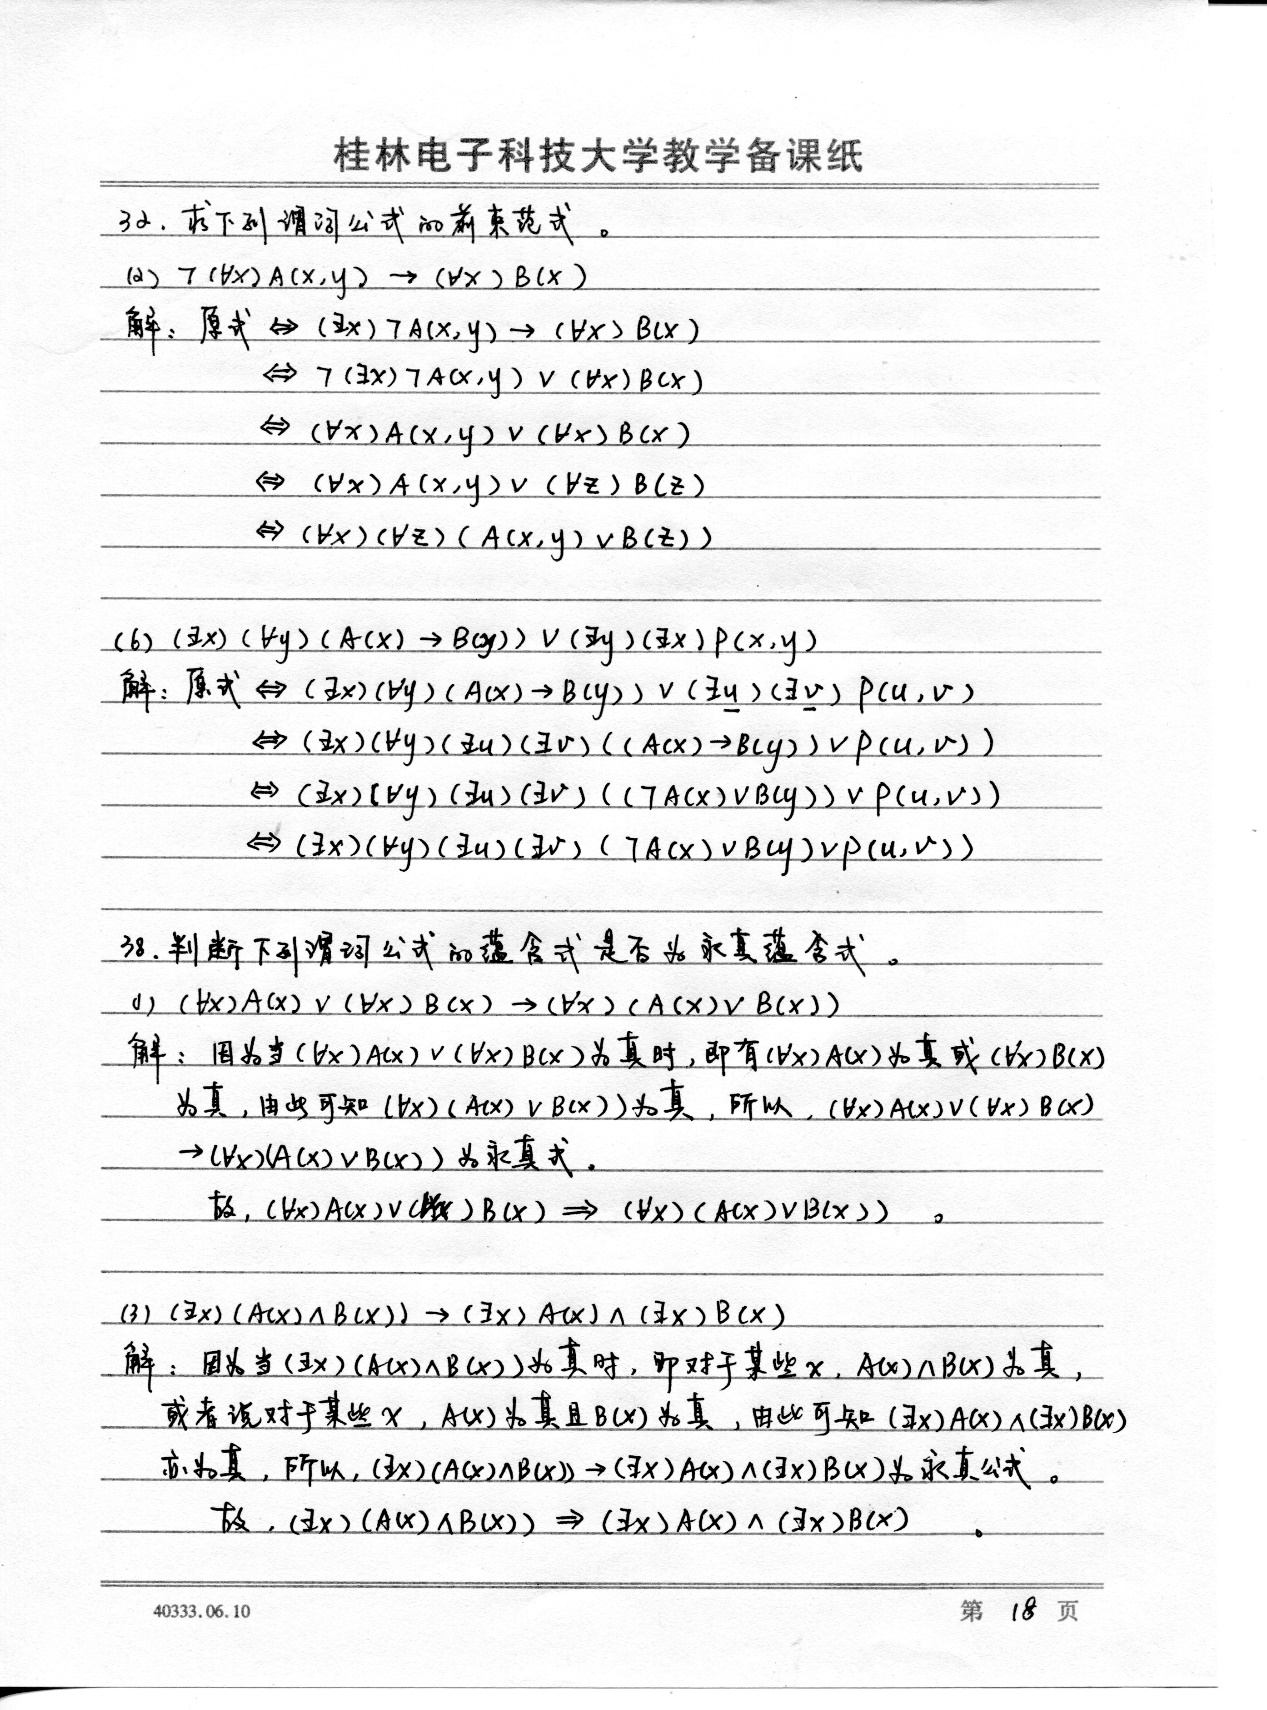 桂林电子科技大学教学备课纸
32. 求下列谓词公式的前束范式。
(2) ┐(∀x)A(x,y) → (∀x)B(x)
解: 原式 ⇔ (∃x)┐A(x,y) → (∀x)B(x)
⇔ ┐(∃x)┐A(x,y) ∨ (∀x)B(x)
⇔ (∀x)A(x,y) ∨ (∀x)B(x)
⇔ (∀x)A(x,y) ∨ (∀z)B(z)
⇔ (∀x)(∀z)(A(x,y) ∨ B(z))
(6) (∃x)(∀y)(A(x) → B(y)) ∨ (∃y)(∃x)P(x,y)
解: 原式 ⇔ (∃x)(∀y)(A(x) → B(y)) ∨ (∃u)(∃v)P(u,v)
⇔ (∃x)(∀y)(∃u)(∃v)((A(x) → B(y)) ∨ P(u,v))
⇔ (∃x)(∀y)(∃u)(∃v)((┐A(x) ∨ B(y)) ∨ P(u,v))
⇔ (∃x)(∀y)(∃u)(∃v)(┐A(x) ∨ B(y) ∨ P(u,v))
38. 判断下列谓词公式的蕴含式是否为永真蕴含式。
(1) (∀x)A(x) ∨ (∀x)B(x) → (∀x)(A(x) ∨ B(x))
解: 因为当(∀x)A(x) ∨ (∀x)B(x)为真时,即有(∀x)A(x)为真或(∀x)B(x)
为真,由此可知(∀x)(A(x) ∨ B(x))为真,所以,(∀x)A(x) ∨ (∀x)B(x)
→ (∀x)(A(x) ∨ B(x))为永真式。
故,(∀x)A(x) ∨ (∀x)B(x) ⇒ (∀x)(A(x) ∨ B(x))。
(3) (∃x)(A(x) ∧ B(x)) → (∃x)A(x) ∧ (∃x)B(x)
解: 因为当(∃x)(A(x) ∧ B(x))为真时,即对于某些x,A(x) ∧ B(x)为真,
或者说对于某些x,A(x)为真且B(x)为真,由此可知(∃x)A(x) ∧ (∃x)B(x)
亦为真,所以,(∃x)(A(x) ∧ B(x)) → (∃x)A(x) ∧ (∃x)B(x)为永真公式。
故,(∃x)(A(x) ∧ B(x)) ⇒ (∃x)A(x) ∧ (∃x)B(x)。
40333.06.10
第 18 页